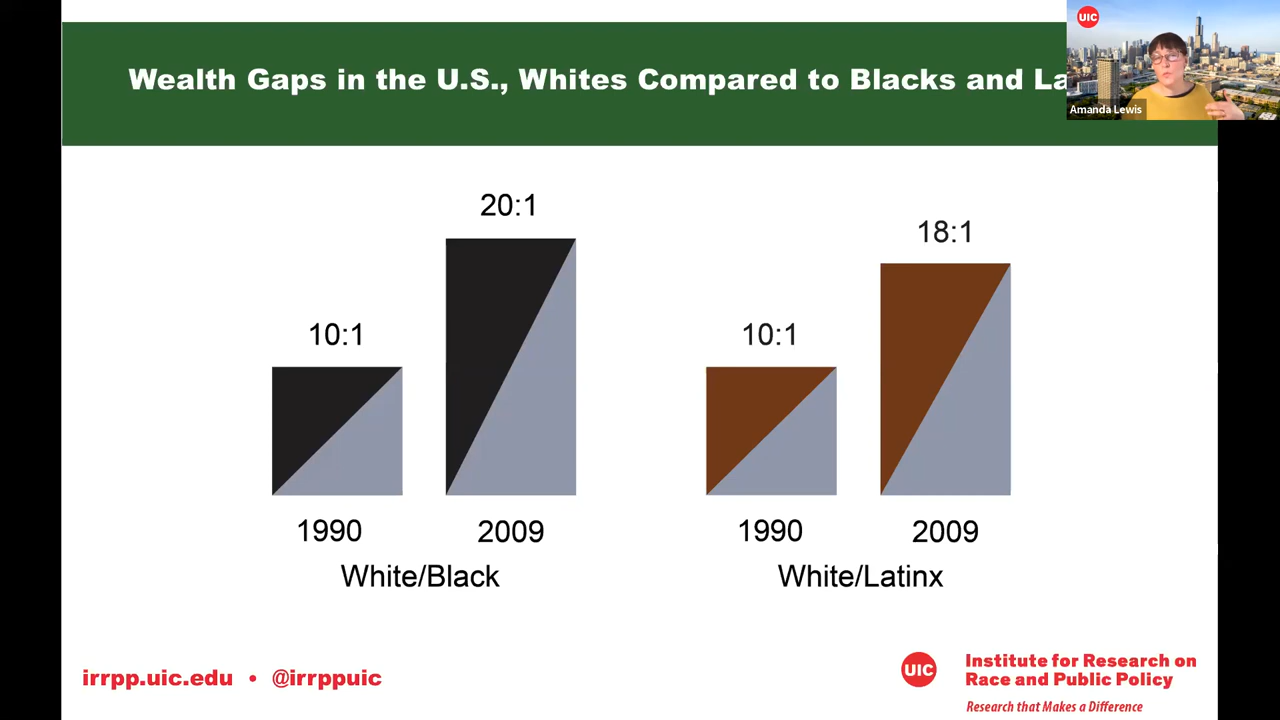 Wealth Gaps in the U.S., Whites Compared to Blacks and
UIC
Amanda Lewis
20:1
18:1
10:1
10:1
1990
2009
1990
2009
White/Black
White/Latinx
irrpp.uic.edu • @irrppuic
UIC
Institute for Research on
Race and Public Policy
Research that Makes a Difference